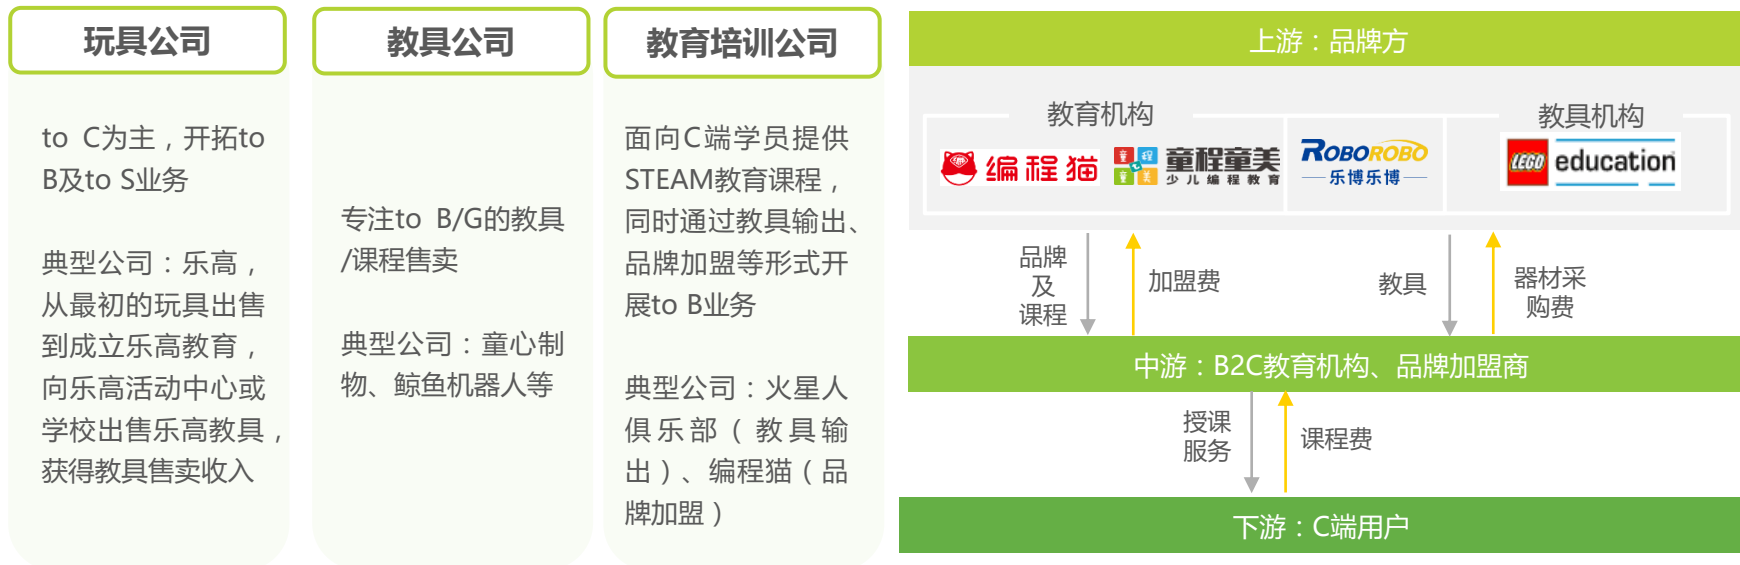 玩具公司
to C为主，开拓to
B及to S业务
典型公司：乐高，
从最初的玩具出售
到成立乐高教育，
向乐高活动中心或
学校出售乐高教具，
获得教具售卖收入
教具公司
专注to B/G的教具
/课程售卖
典型公司：童心制
物、鲸鱼机器人等
教育培训公司
面向C端学员提供
STEAM教育课程，
同时通过教具输出、
品牌加盟等形式开
展to B业务
典型公司：火星人
俱乐部（教具输
出）、编程猫（品
牌加盟）
上游：品牌方
教育机构
教具机构
编程猫
童程童美
童程童美
少儿编程教育
ROBOROBO
乐博乐博
LEGO education
品牌
及
课程
加盟费
教具
器材采
购费
中游：B2C教育机构、品牌加盟商
授课
服务
课程费
下游：C端用户